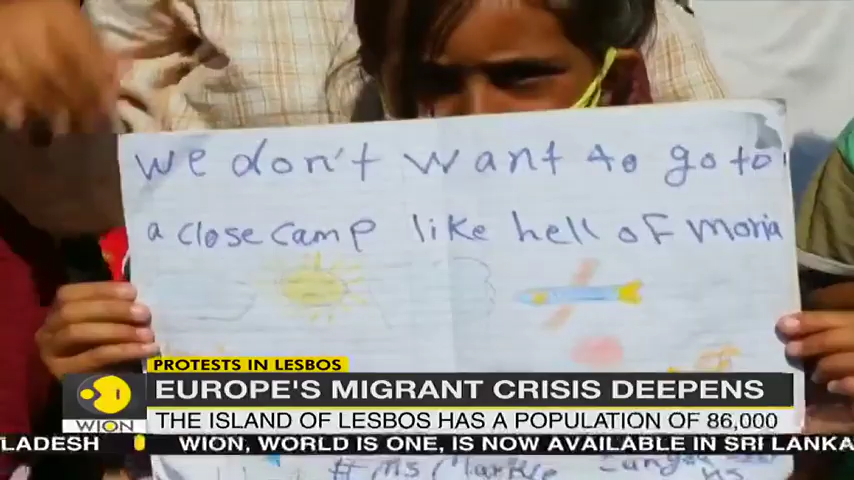 we don't want to go to
a close camp like hell of moria
PROTESTS IN LESBOS
EUROPE'S MIGRANT CRISIS DEEPENS
WION
THE ISLAND OF LESBOS HAS A POPULATION OF 86,000
LADESH WION, WORLD IS ONE, IS NOW AVAILABLE IN SRI LANKA